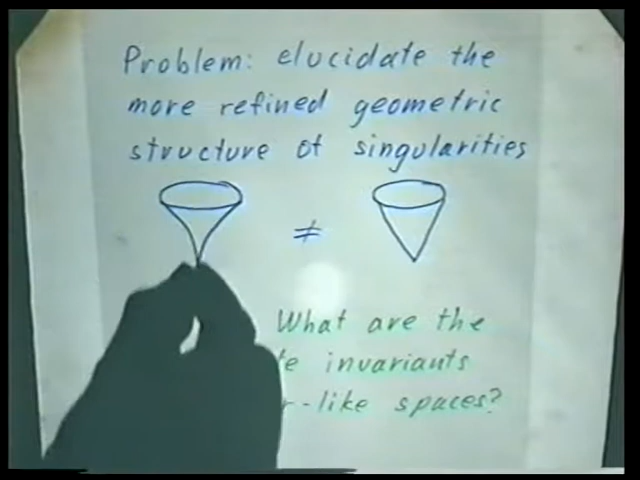 Problem: elucidate the
more refined geometric
structure of singularities
≠
What are the
invariants
-like spaces?